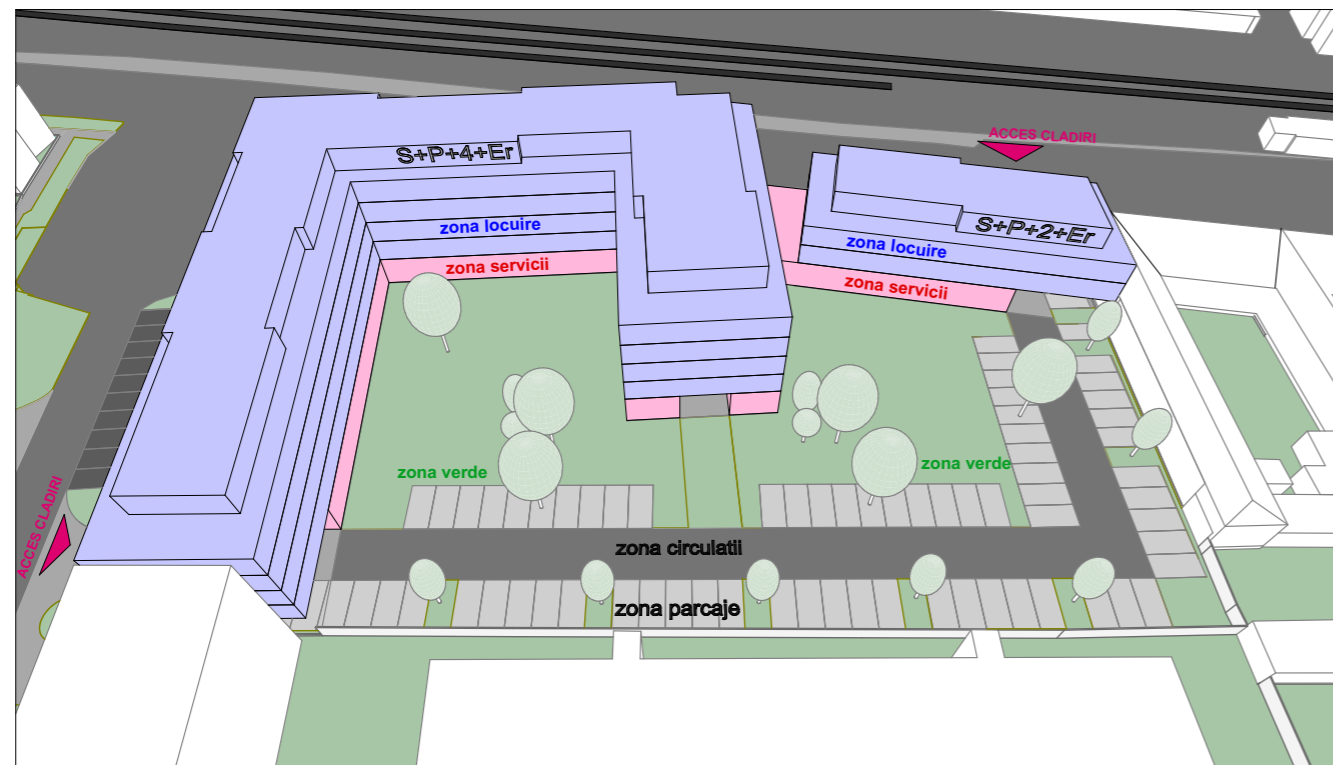 ACCES CLADIRI
S+P+4+Er
zona locuire
S+P+2+Er
zona locuire
zona servicii
zona servicii
zona verde
zona verde
ACCES CLADIRI
zona circulatii
zona parcaje